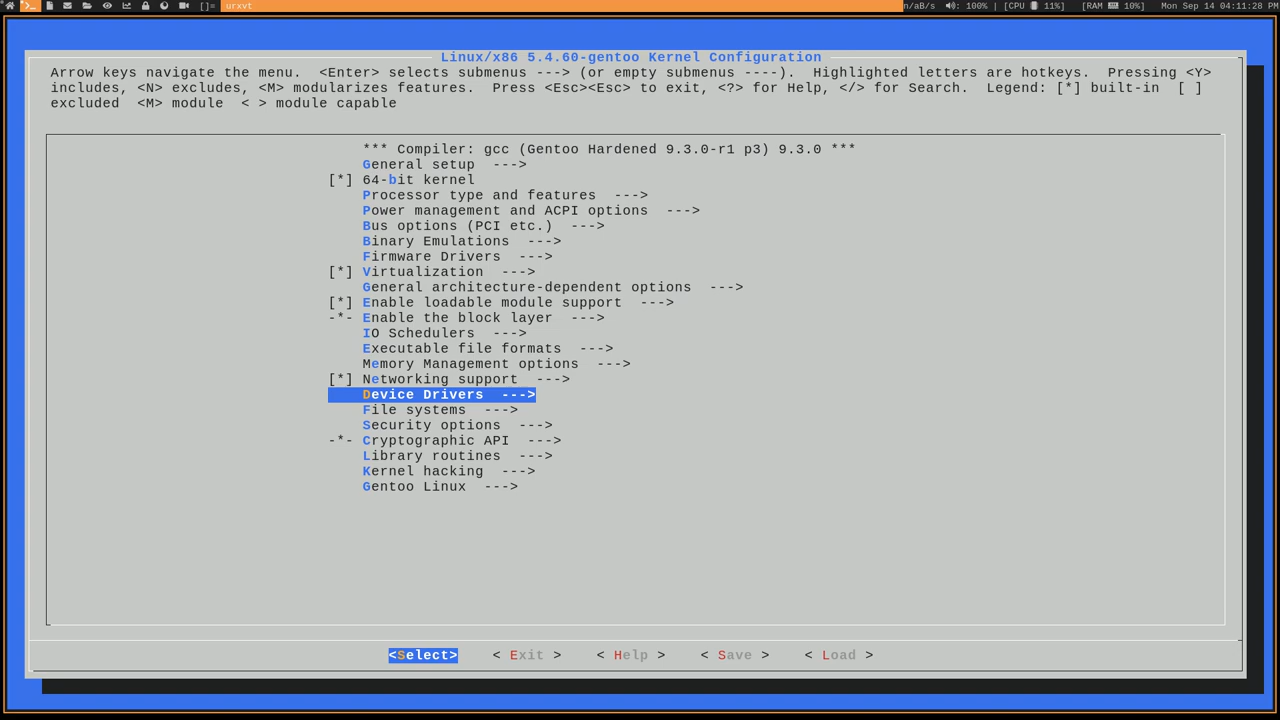 []= urxvt n/aB/s : 100% | [CPU 11%] [RAM 10%] Mon Sep 14 04:11:28 PM
Linux/x86 5.4.60-gentoo Kernel Configuration
Arrow keys navigate the menu. <Enter> selects submenus ---> (or empty submenus ----). Highlighted letters are hotkeys. Pressing <Y>
includes, <N> excludes, <M> modularizes features. Press <Esc><Esc> to exit, <?> for Help, </> for Search. Legend: [*] built-in [ ]
excluded <M> module < > module capable
*** Compiler: gcc (Gentoo Hardened 9.3.0-r1 p3) 9.3.0 ***
General setup --->
[*] 64-bit kernel
Processor type and features --->
Power management and ACPI options --->
Bus options (PCI etc.) --->
Binary Emulations --->
Firmware Drivers --->
[*] Virtualization --->
General architecture-dependent options --->
[*] Enable loadable module support --->
-*- Enable the block layer --->
IO Schedulers --->
Executable file formats --->
Memory Management options --->
[*] Networking support --->
Device Drivers --->
File systems --->
Security options --->
-*- Cryptographic API --->
Library routines --->
Kernel hacking --->
Gentoo Linux --->
<Select> < Exit > < Help > < Save > < Load >